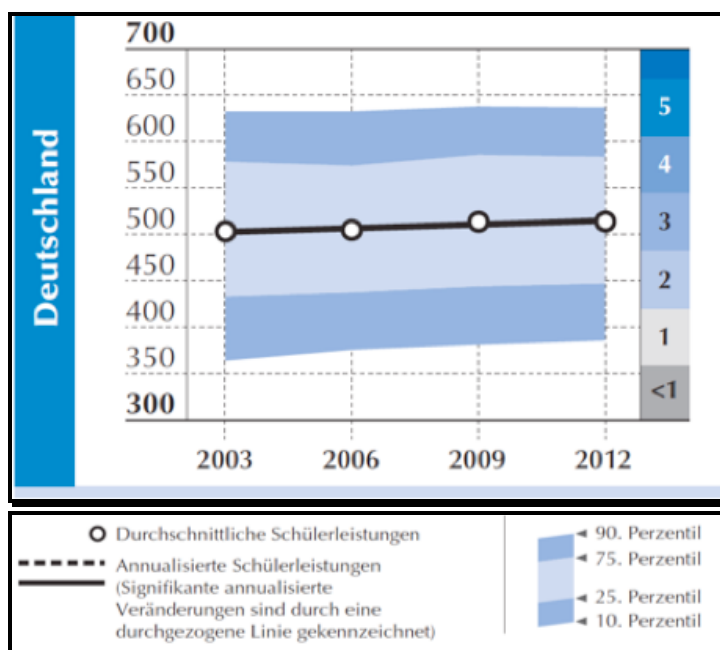 Deutschland
700
650
600
550
500
450
400
350
300
5
4
3
2
1
<1
2003 2006 2009 2012
Durchschnittliche Schülerleistungen
Annualisierte Schülerleistungen
(Signifikante annualisierte
Veränderungen sind durch eine
durchgezogene Linie gekennzeichnet)
90. Perzentil
75. Perzentil
25. Perzentil
10. Perzentil